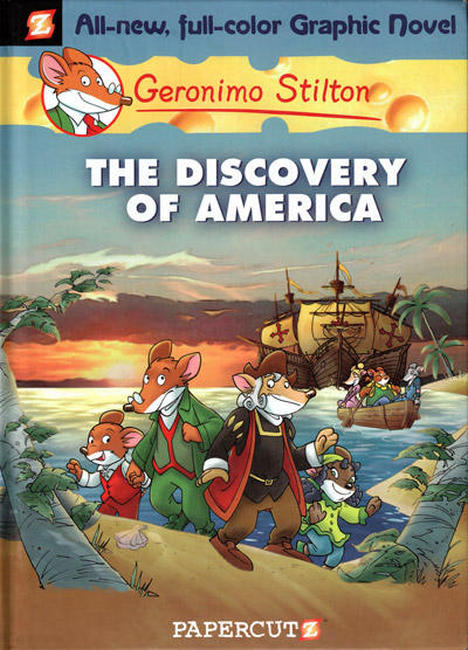 Z All-new, full-color Graphic Novel
Geronimo Stilton
THE DISCOVERY
OF AMERICA
PAPERCUTZ